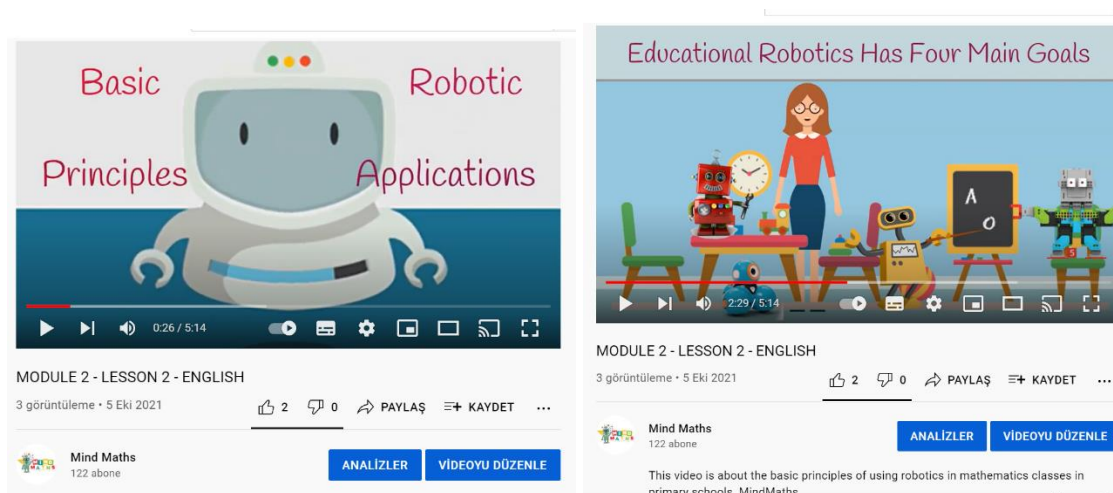 Basic Robotic
Principles Applications
0:26 / 5:14
MODULE 2 - LESSON 2 - ENGLISH
3 görüntüleme • 5 Eki 2021
2 0 PAYLAŞ KAYDET ...
Mind Maths
122 abone
ANALİZLER VİDEOYU DÜZENLE
Educational Robotics Has Four Main Goals
A
O
5
2:29 / 5:14
MODULE 2 - LESSON 2 - ENGLISH
3 görüntüleme • 5 Eki 2021
2 0 PAYLAŞ KAYDET ...
Mind Maths
122 abone
ANALİZLER VİDEOYU DÜZENLE
This video is about the basic principles of using robotics in mathematics classes in
primary schools. MindMaths